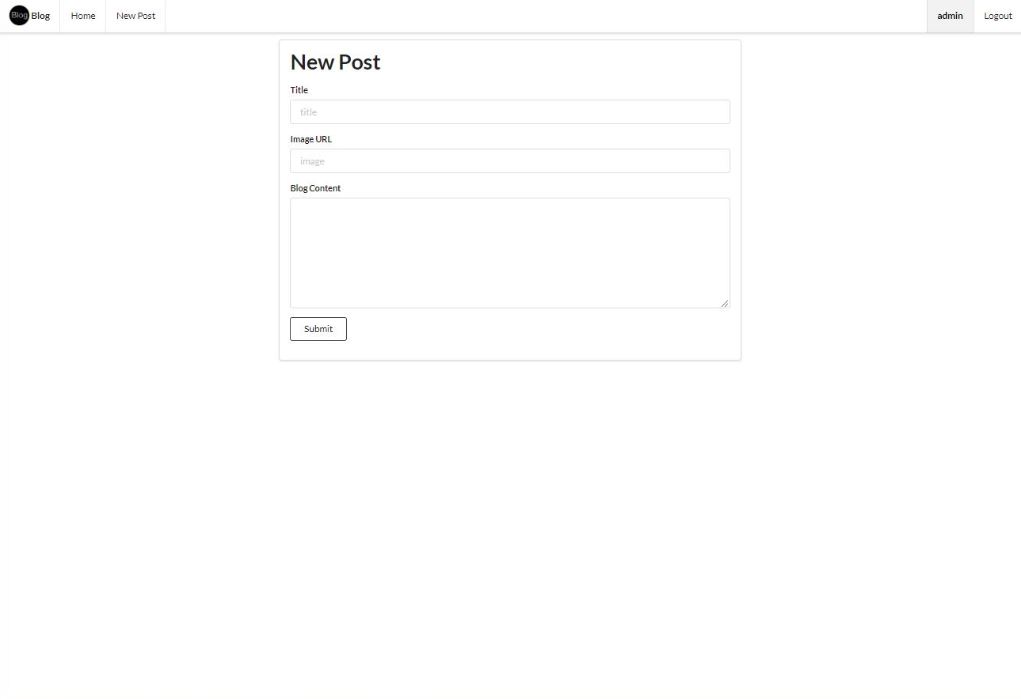 Blog Blog Home New Post admin Logout
New Post
Title
title
Image URL
image
Blog Content
Submit